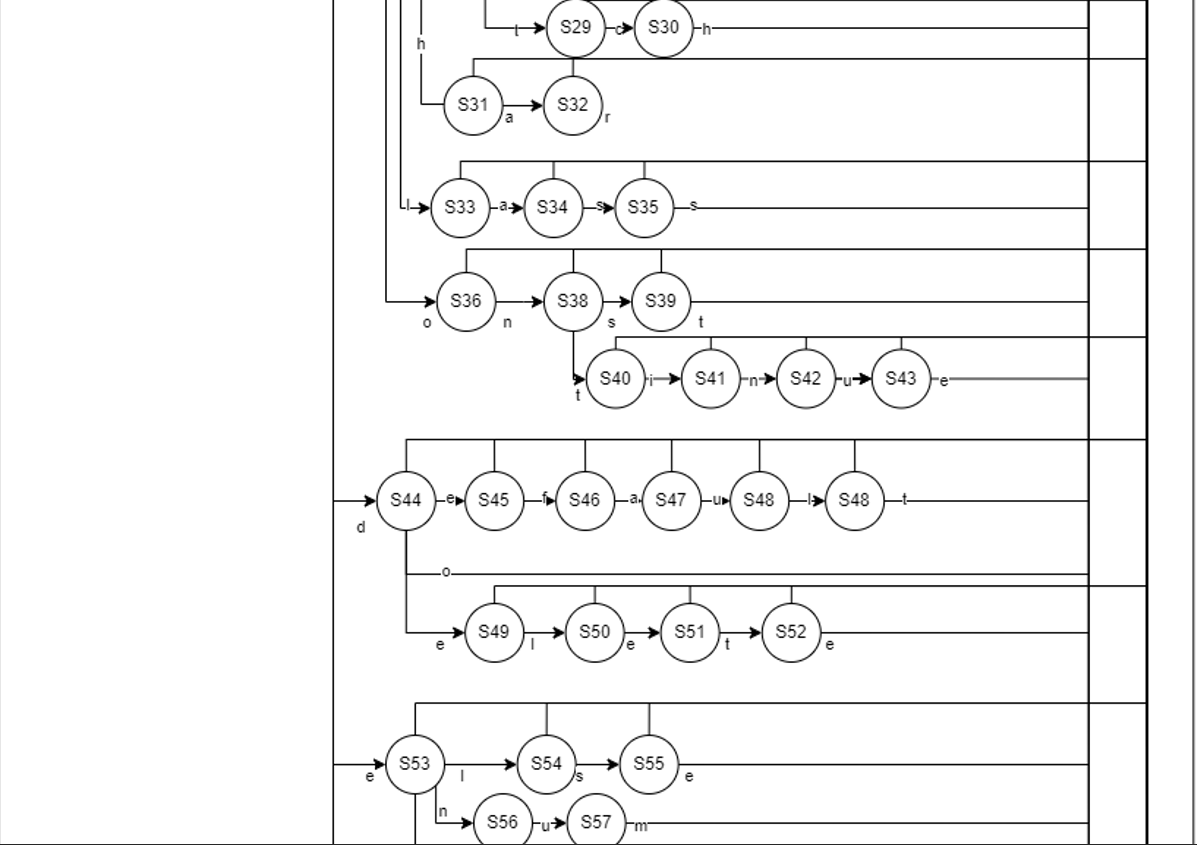 t S29 c S30 h
h
S31 a S32 r
l S33 a S34 s S35 s
S36 S38 S39
o n s t
S40 i S41 n S42 u S43 e
t
S44 e S45 f S46 a S47 u S48 l S48 t
d
o
S49 S50 S51 S52
e l e t e
S53 S54 S55
e l s e
n
S56 u S57 m